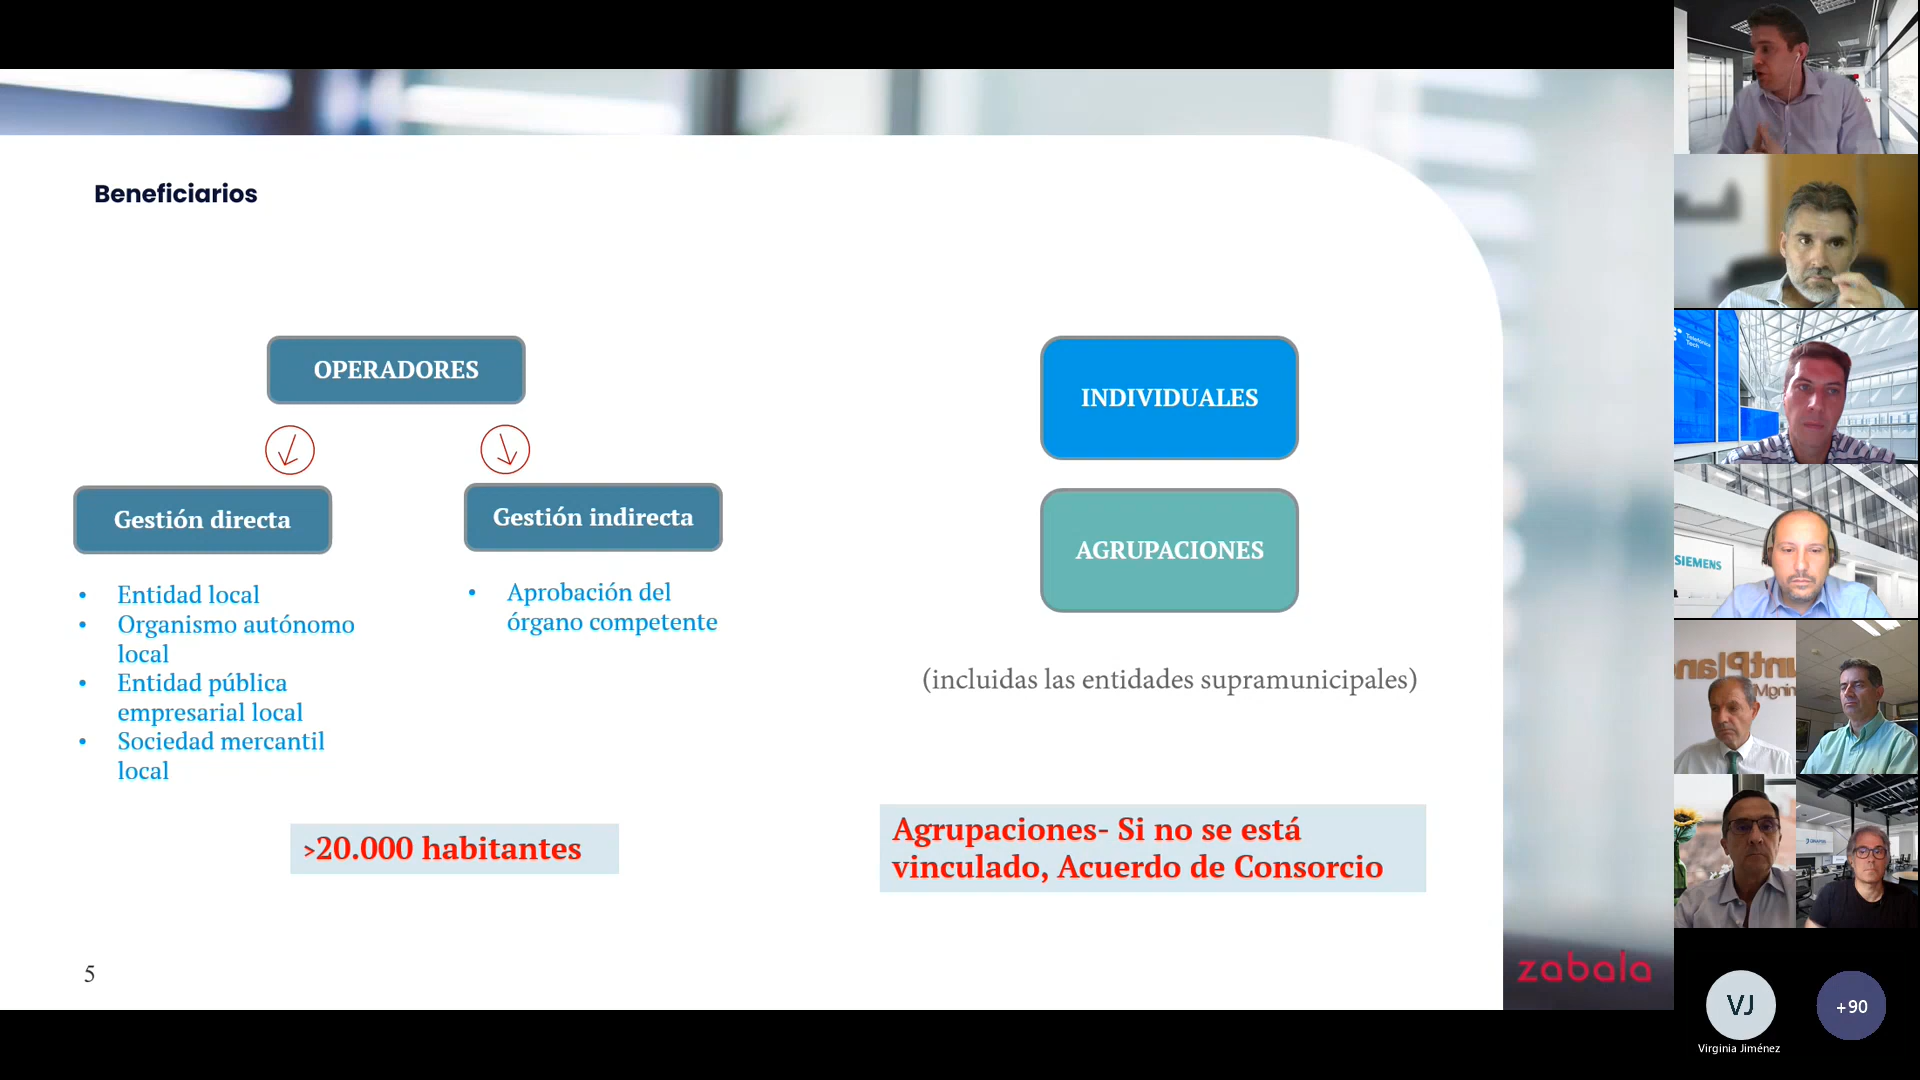 Beneficiarios
OPERADORES
Gestión directa
Gestión indirecta
• Entidad local
• Organismo autónomo
local
• Entidad pública
empresarial local
• Sociedad mercantil
local
• Aprobación del
órgano competente
>20.000 habitantes
INDIVIDUALES
AGRUPACIONES
(incluidas las entidades supramunicipales)
Agrupaciones- Si no se está
vinculado, Acuerdo de Consorcio
5
zabala
Telefónica
Tech
SIEMENS
VJ
Virginia Jiménez
+90